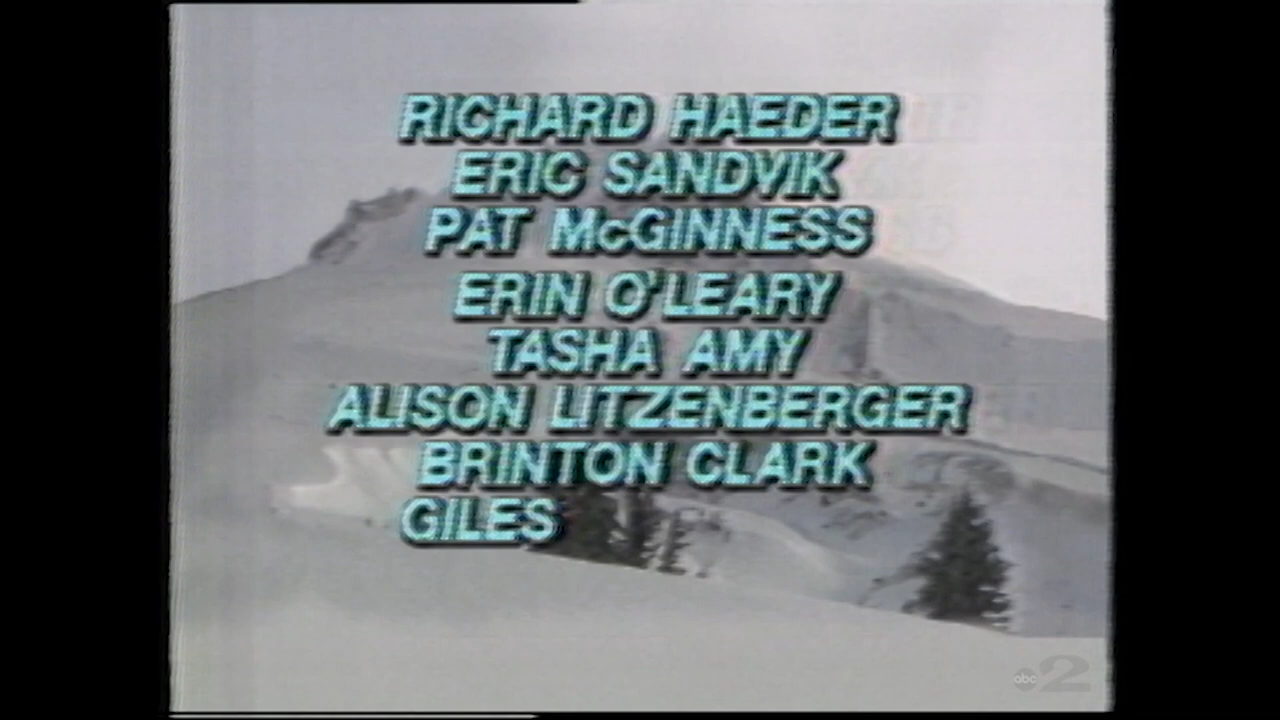 RICHARD HAEDER
ERIC SANDVIK
PAT McGINNESS
ERIN O'LEARY
TASHA AMY
ALISON LITZENBERGER
BRINTON CLARK
GILES
abc 2